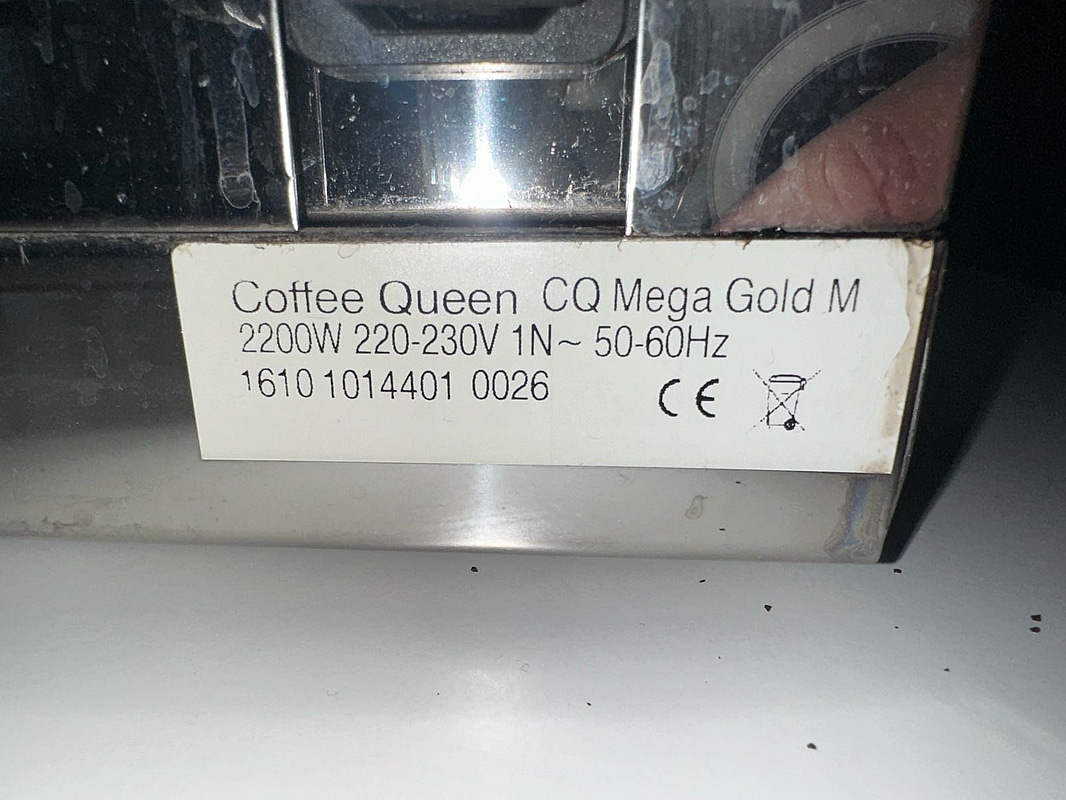 Coffee Queen CQ Mega Gold M
2200W 220-230V 1N~ 50-60Hz
1610 1014401 0026 CE